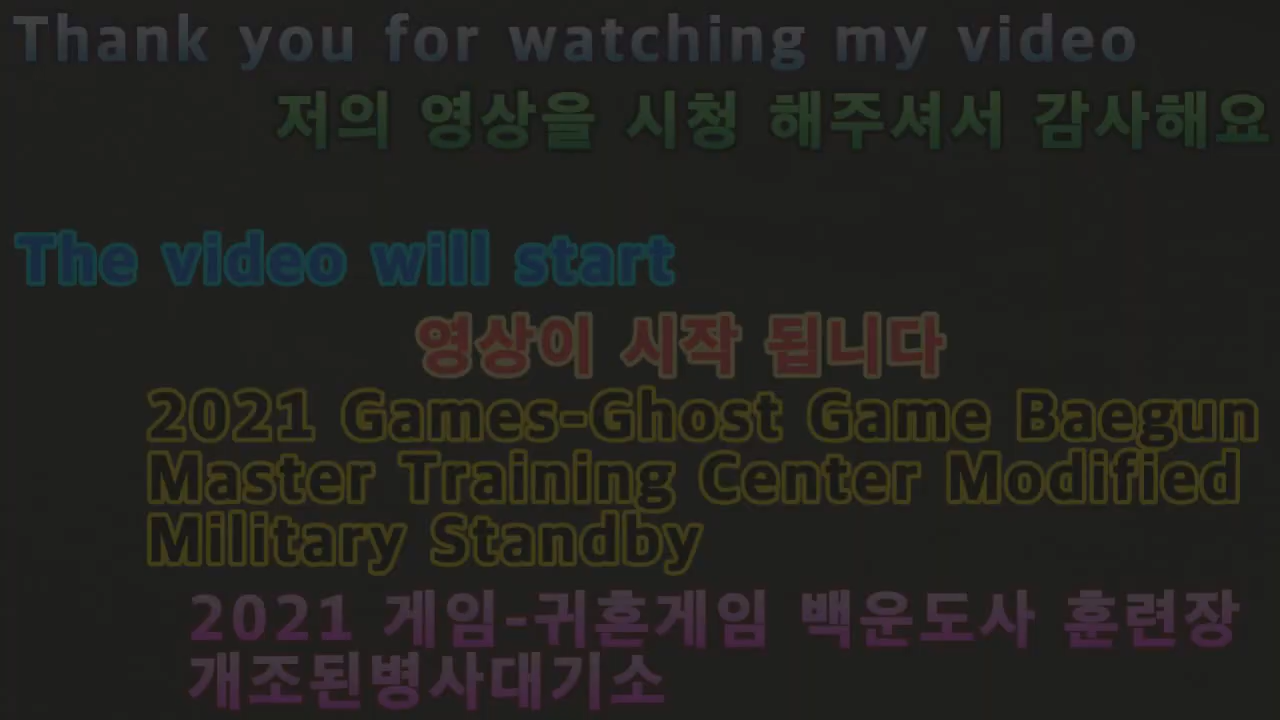 Thank you for watching my video
저의 영상을 시청 해주셔서 감사해요
The video will start
영상이 시작 됩니다
2021 Games-Ghost Game Baegun
Master Training Center Modified
Military Standby
2021 게임-귀혼게임 백운도사 훈련장
개조된병사대기소